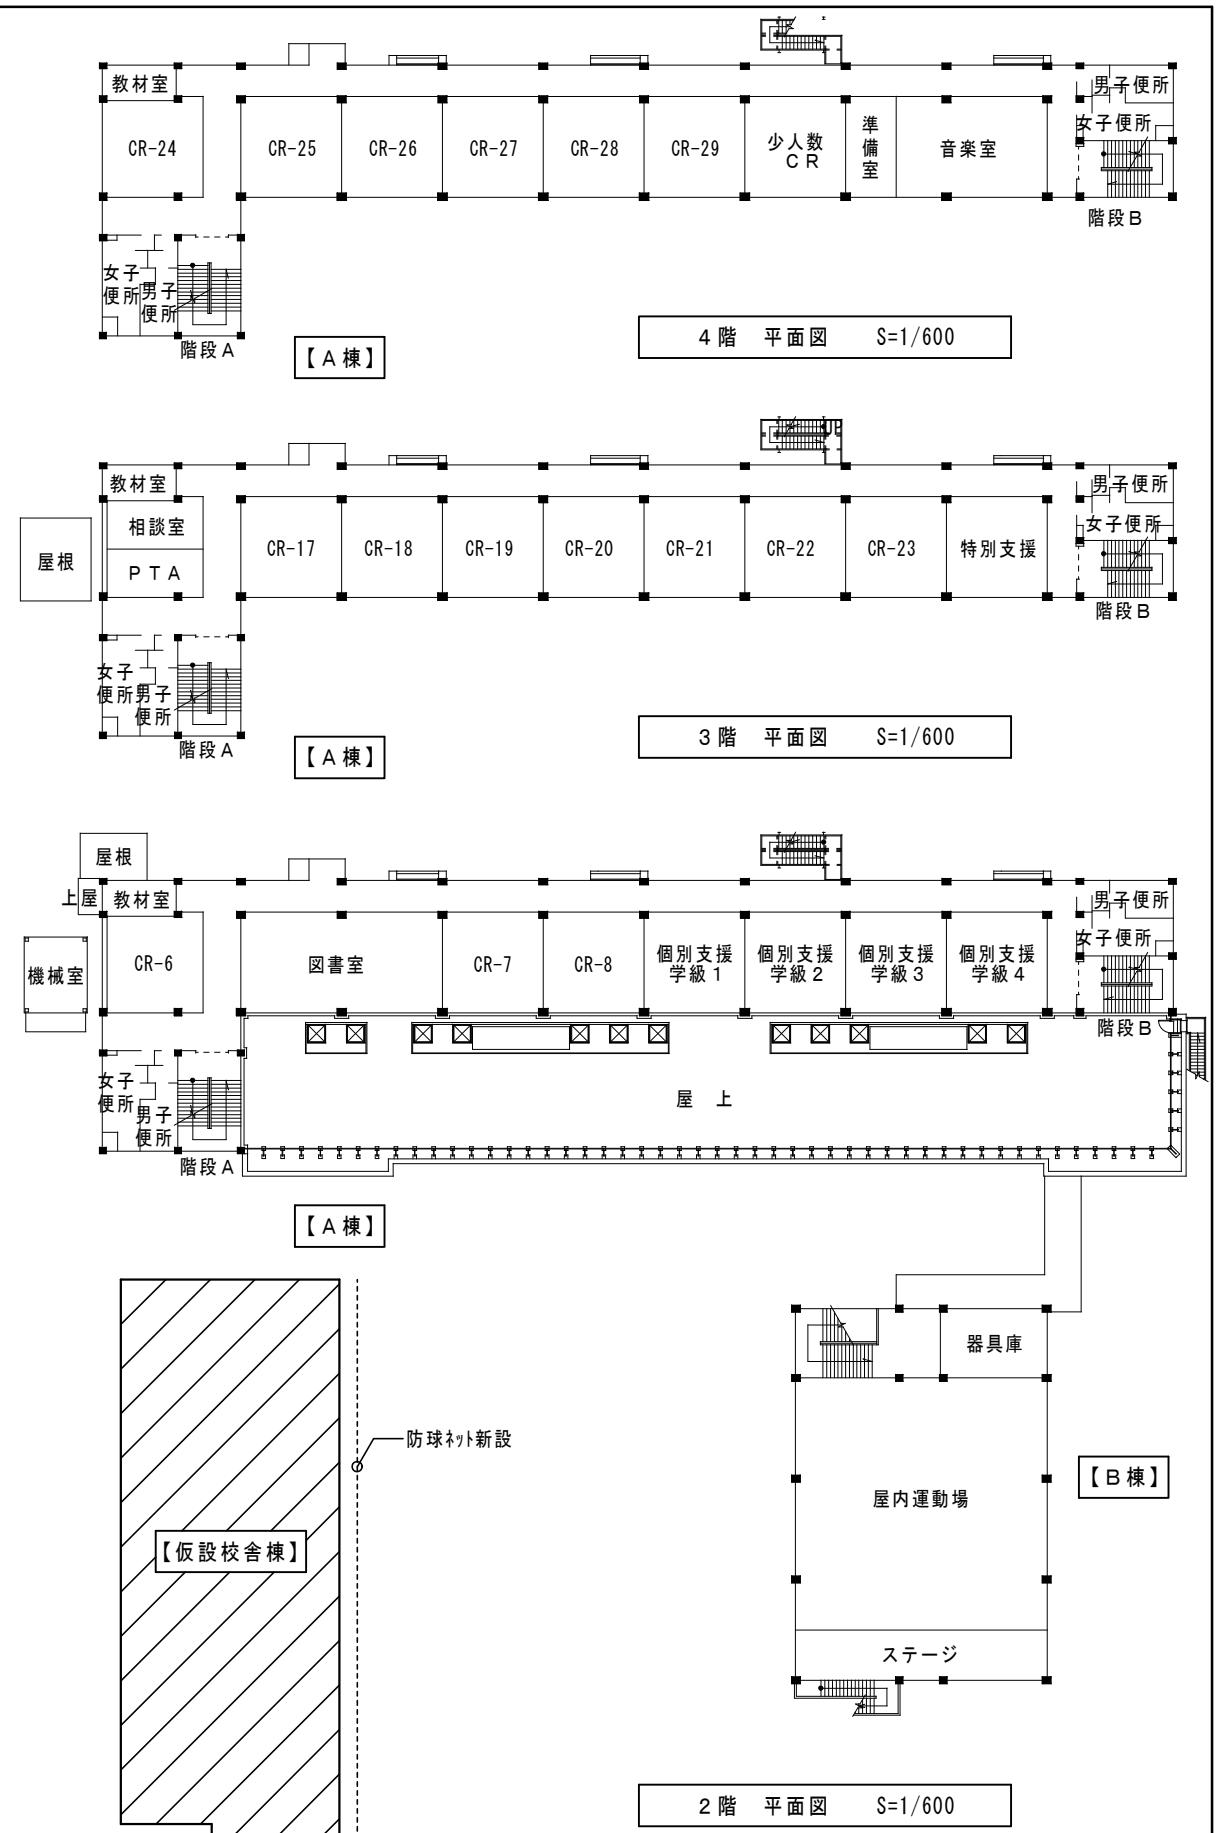 教材室
男子便所
女子便所
CR-24
CR-25
CR-26
CR-27
CR-28
CR-29
少人数
ＣＲ
準備室
音楽室
階段Ｂ
女子
便所
男子
便所
階段Ａ
【Ａ棟】
４階 平面図 S=1/600
UP
教材室
男子便所
相談室
女子便所
屋根
ＰＴＡ
CR-17
CR-18
CR-19
CR-20
CR-21
CR-22
CR-23
特別支援
階段Ｂ
女子
便所
男子
便所
階段Ａ
【Ａ棟】
３階 平面図 S=1/600
屋根
上屋
教材室
男子便所
女子便所
機械室
CR-6
図書室
CR-7
CR-8
個別支援
学級１
個別支援
学級２
個別支援
学級３
個別支援
学級４
階段Ｂ
女子
便所
男子
便所
屋 上
階段Ａ
【Ａ棟】
器具庫
防球ﾈｯﾄ新設
【Ｂ棟】
屋内運動場
【仮設校舎棟】
ステージ
２階 平面図 S=1/600